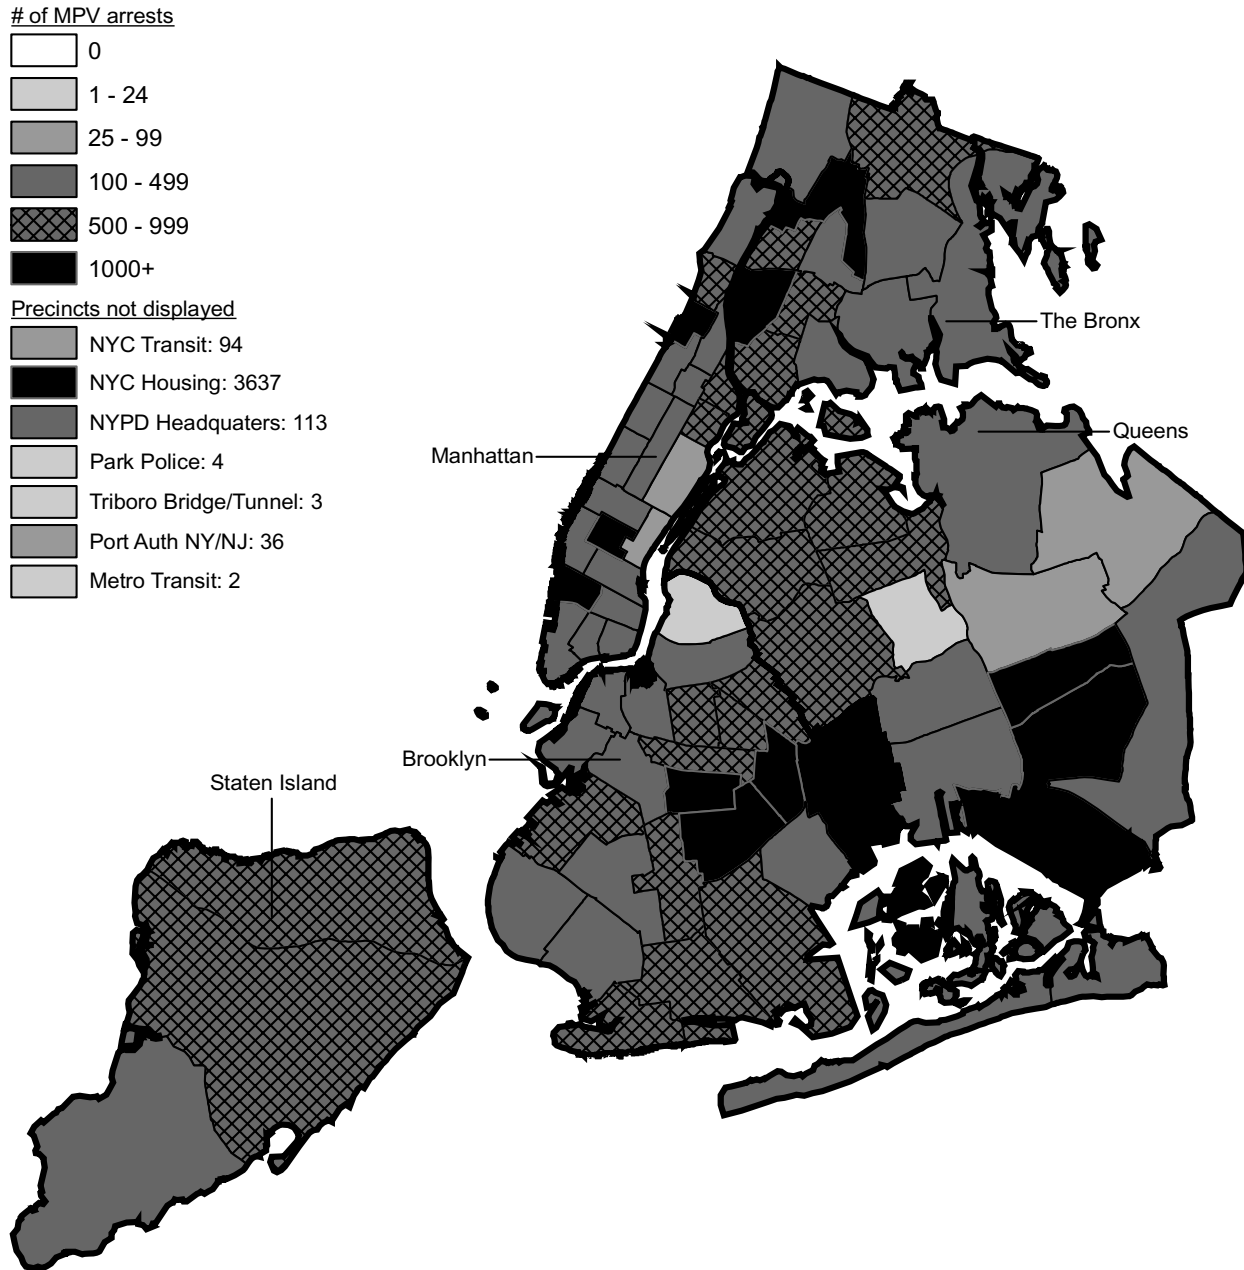 # of MPV arrests
0
1 - 24
25 - 99
100 - 499
500 - 999
1000+
Precincts not displayed
NYC Transit: 94
NYC Housing: 3637
NYPD Headquaters: 113
Park Police: 4
Triboro Bridge/Tunnel: 3
Port Auth NY/NJ: 36
Metro Transit: 2
The Bronx
Queens
Manhattan
Brooklyn
Staten Island